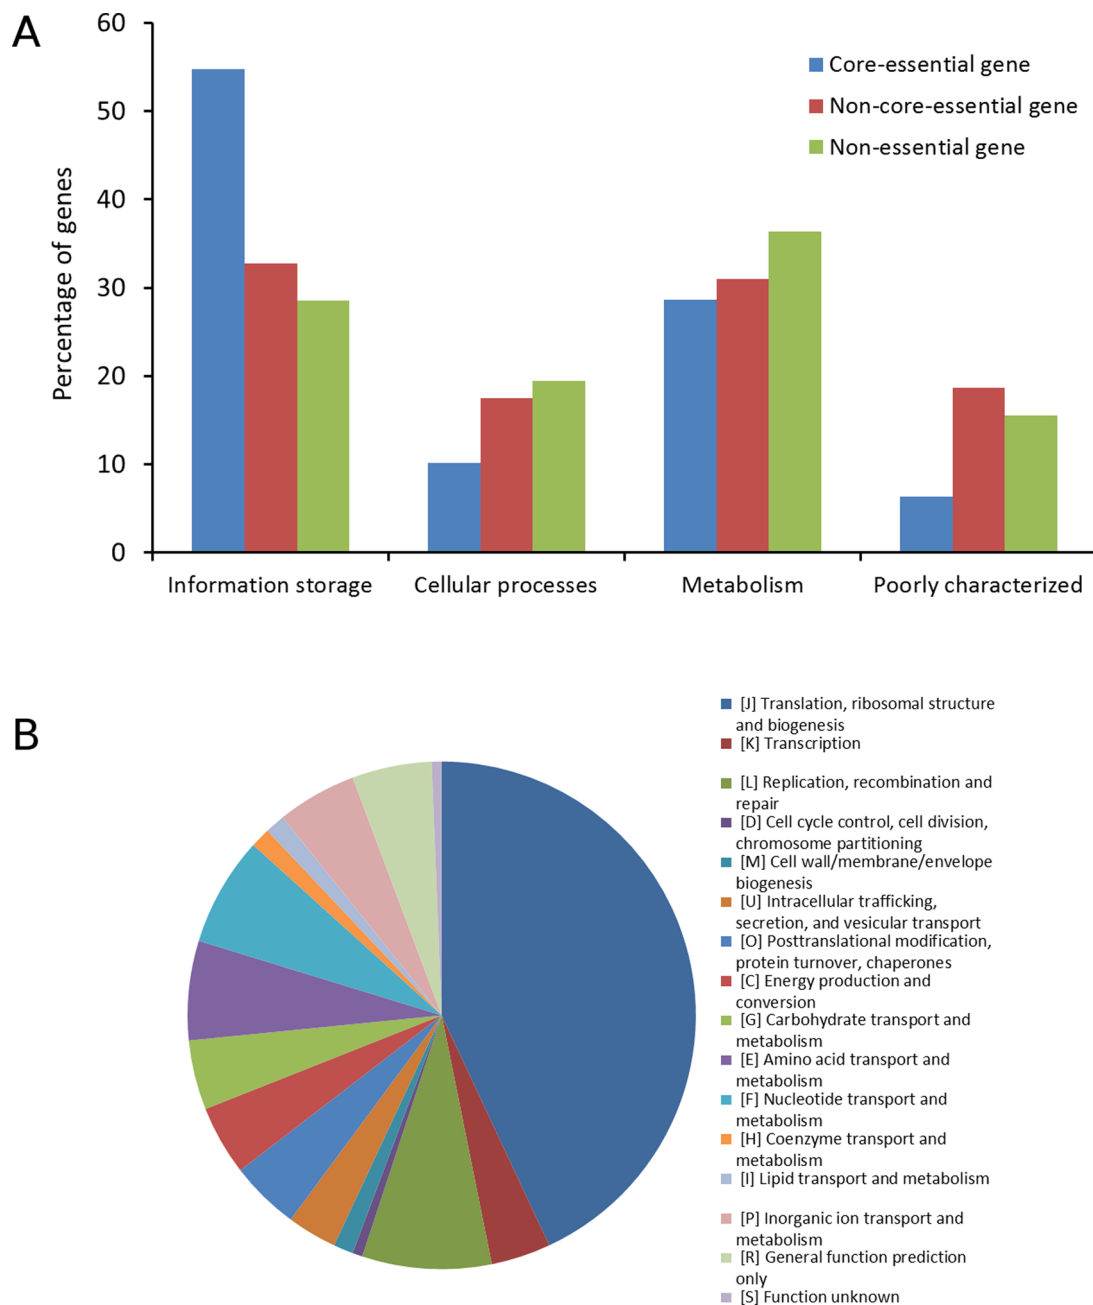 A
60
50
40
30
20
10
0
Percentage of genes
Core-essential gene
Non-core-essential gene
Non-essential gene
Information storage
Cellular processes
Metabolism
Poorly characterized
B
[J] Translation, ribosomal structure
and biogenesis
[K] Transcription
[L] Replication, recombination and
repair
[D] Cell cycle control, cell division,
chromosome partitioning
[M] Cell wall/membrane/envelope
biogenesis
[U] Intracellular trafficking,
secretion, and vesicular transport
[O] Posttranslational modification,
protein turnover, chaperones
[C] Energy production and
conversion
[G] Carbohydrate transport and
metabolism
[E] Amino acid transport and
metabolism
[F] Nucleotide transport and
metabolism
[H] Coenzyme transport and
metabolism
[I] Lipid transport and metabolism
[P] Inorganic ion transport and
metabolism
[R] General function prediction
only
[S] Function unknown